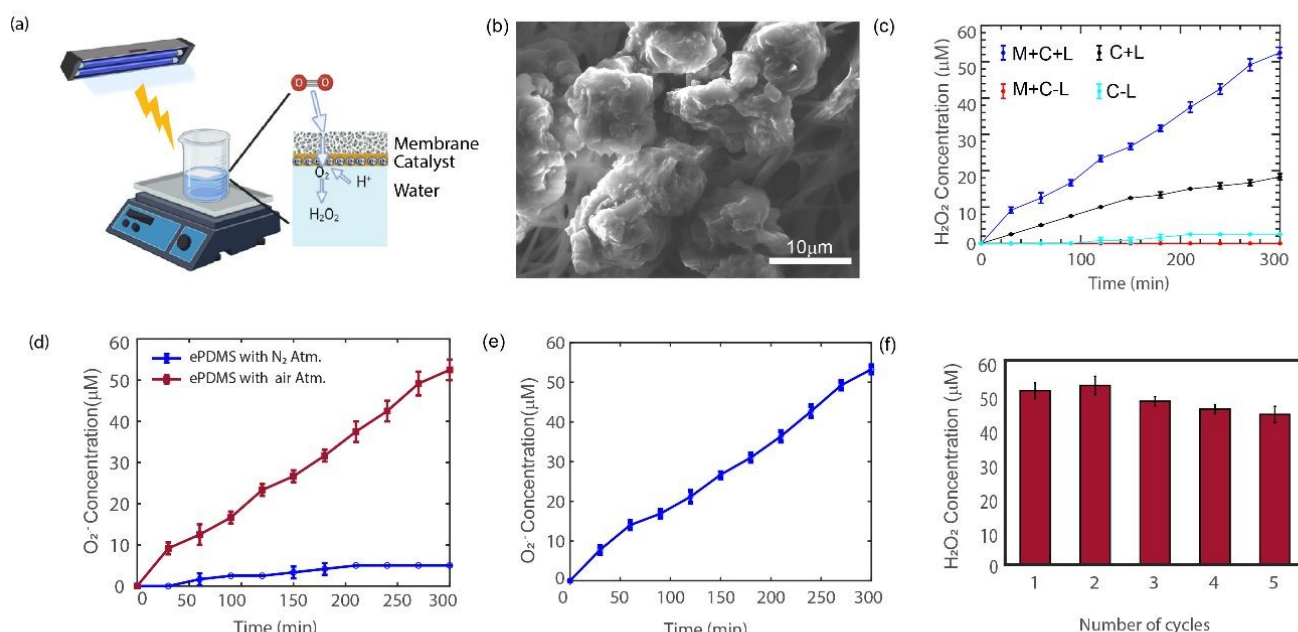 (a)
O
O
Membrane
Catalyst
O₂
H⁺
Water
H₂O₂
(b)
10μm
(c)
H₂O₂ Concentration (μM)
60
50
40
30
20
10
0
M+C+L
C+L
M+C-L
C-L
0
100
200
300
Time (min)
(d)
O₂·⁻ Concentration(μM)
60
50
40
30
20
10
0
ePDMS with N₂ Atm.
ePDMS with air Atm.
0
50
100
150
200
250
300
Time (min)
(e)
O₂·⁻ Concentration(μM)
60
50
40
30
20
10
0
0
50
100
150
200
250
300
Time (min)
(f)
H₂O₂ Concentration (μM)
60
50
40
30
20
10
0
1
2
3
4
5
Number of cycles